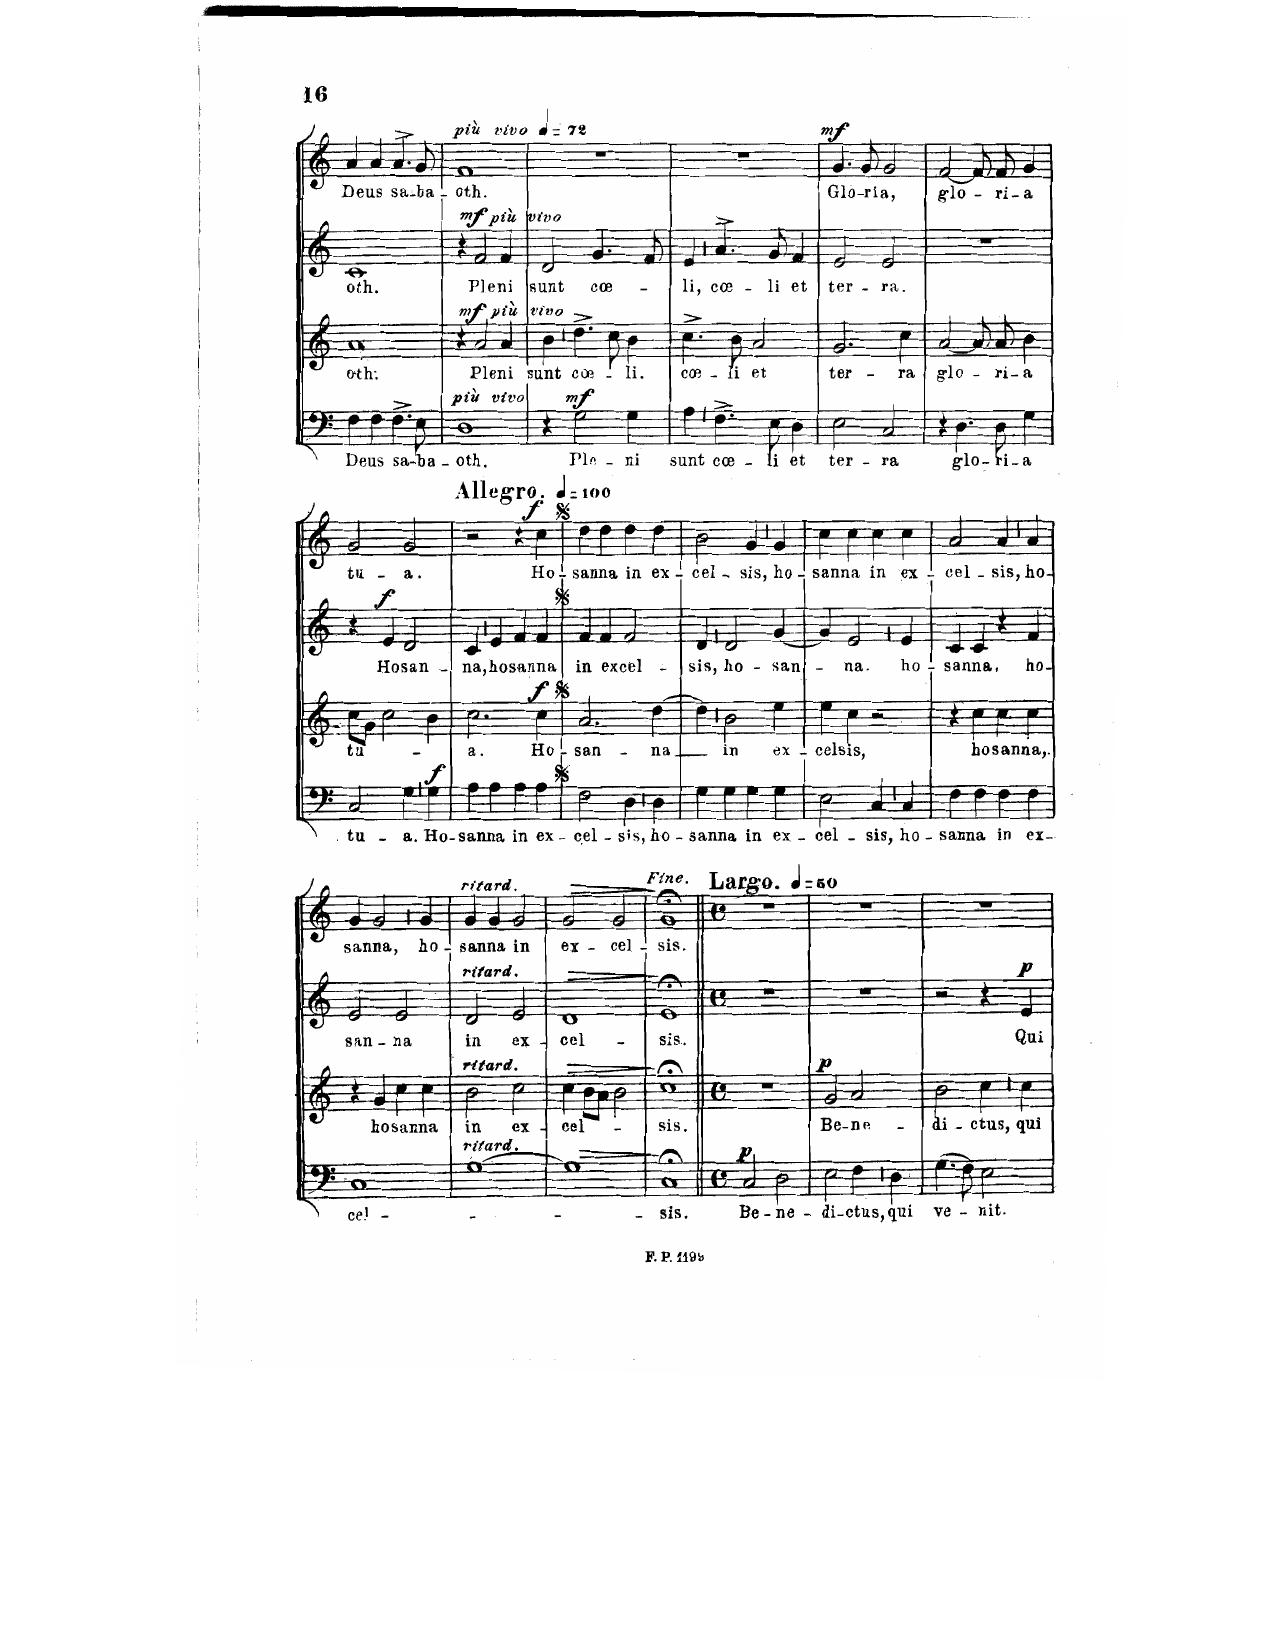 16
più vivo ♩ = 72
mf
Deus sa-ba-oth. Glo-ria, glo-ri-a
mf più vivo
oth. Pleni sunt cœ - li, cœ - li et ter - ra.
mf più vivo
oth. Pleni sunt cœ - li. cœ - li et ter - ra glo - ri - a
più vivo mf
Deus sa-ba-oth. Ple - ni sunt cœ - li et ter - ra glo-ri-a
Allegro. ♩ = 100
f
tu - a. Ho-sanna in ex-cel-sis, ho-sanna in ex-cel-sis, ho-
f
Hosan-na, hosanna in excel-sis, ho-san-na. ho-sanna, ho-
f
tu - a. Ho-san-na in ex-celsis, hosanna,
f
tu - a. Ho-sanna in ex-cel-sis, ho-sanna in ex-cel-sis, ho-sanna in ex-
ritard. Fine. Largo. ♩ = 50
sanna, ho-sanna in ex-cel-sis.
ritard. p
san-na in ex-cel-sis. Qui
ritard. p
hosanna in ex-cel-sis. Be-ne-di-ctus, qui
ritard. p
cel - sis. Be-ne-di-ctus, qui ve-nit.
F. P. 119